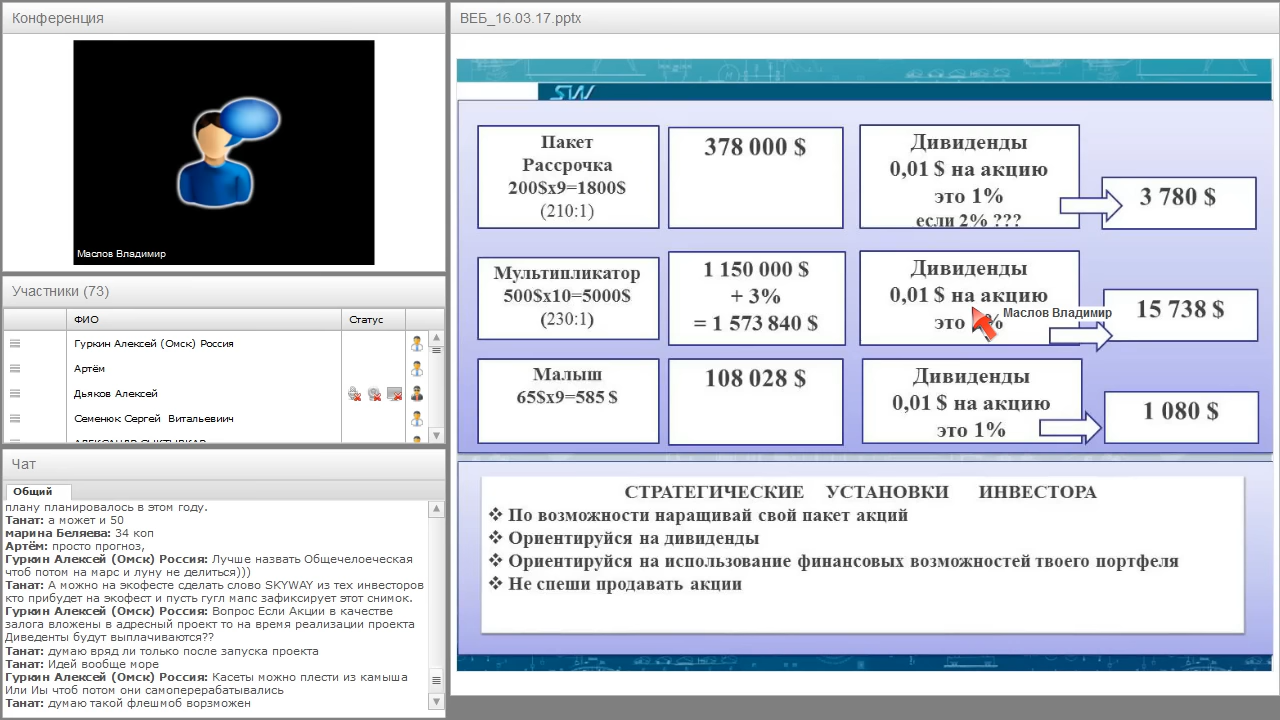 Конференция
Маслов Владимир
Участники (73)
ФИО
Статус
Гуркин Алексей (Омск) Россия
Артём
Дьяков Алексей
Семенюк Сергей Витальевич
Чат
Общий
плану планировалось в этом году.
Танат: а может и 50
марина Беляева: 34 коп
Артём: просто прогноз,
Гуркин Алексей (Омск) Россия: Лучше назвать Общечелоеческая
чтоб потом на марс и луну не делиться)))
Танат: А можно на экофесте сделать слово SKYWAY из тех инвесторов
кто прибудет на экофест и пусть гугл мапс зафиксирует этот снимок.
Гуркин Алексей (Омск) Россия: Вопрос Если Акции в качестве
залога вложены в адресный проект то на время реализации проекта
Диведенты будут выплачиваются??
Танат: думаю вряд ли только после запуска проекта
Танат: Идей вообще море
Гуркин Алексей (Омск) Россия: Касеты можно плести из камыша
Или Иы чтоб потом они самоперерабатывались
Танат: думаю такой флешмоб ворзможен
ВЕБ_16.03.17.pptx
SW
Пакет
Рассрочка
200$x9=1800$
(210:1)
378 000 $
Дивиденды
0,01 $ на акцию
это 1%
если 2% ???
3 780 $
Мультипликатор
500$x10=5000$
(230:1)
1 150 000 $
+ 3%
= 1 573 840 $
Дивиденды
0,01 $ на акцию
это %
Маслов Владимир
15 738 $
Малыш
65$x9=585 $
108 028 $
Дивиденды
0,01 $ на акцию
это 1%
1 080 $
СТРАТЕГИЧЕСКИЕ УСТАНОВКИ ИНВЕСТОРА
❖ По возможности наращивай свой пакет акций
❖ Ориентируйся на дивиденды
❖ Ориентируйся на использование финансовых возможностей твоего портфеля
❖ Не спеши продавать акции